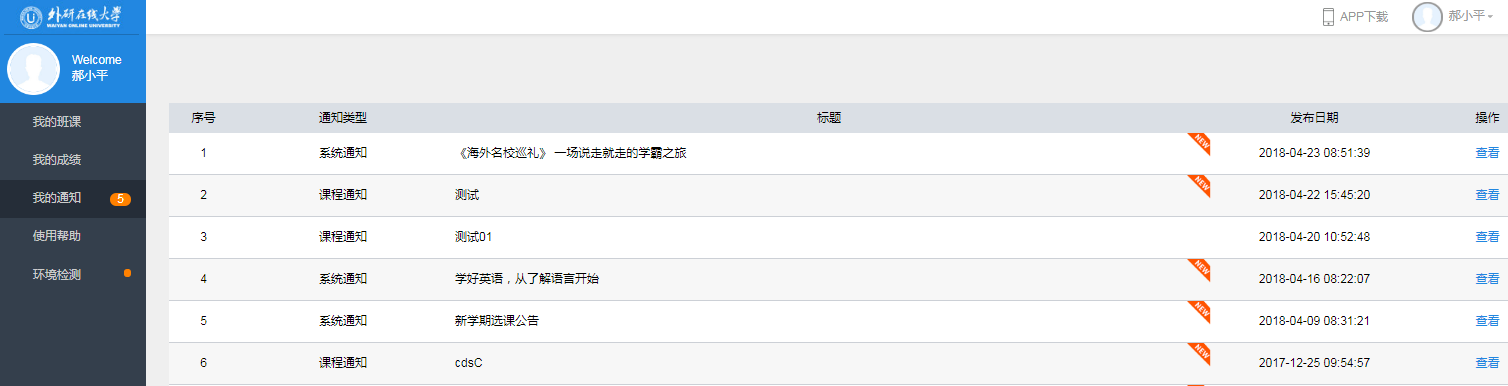 外研在线大学
WAIYAN ONLINE UNIVERSITY
APP下载
郝小平
Welcome
郝小平
我的班课
我的成绩
我的通知 5
使用帮助
环境检测
序号 通知类型 标题 发布日期 操作
1 系统通知 《海外名校巡礼》 一场说走就走的学霸之旅 NEW 2018-04-23 08:51:39 查看
2 课程通知 测试 NEW 2018-04-22 15:45:20 查看
3 课程通知 测试01 2018-04-20 10:52:48 查看
4 系统通知 学好英语，从了解语言开始 NEW 2018-04-16 08:22:07 查看
5 系统通知 新学期选课公告 NEW 2018-04-09 08:31:21 查看
6 课程通知 cdsC NEW 2017-12-25 09:54:57 查看